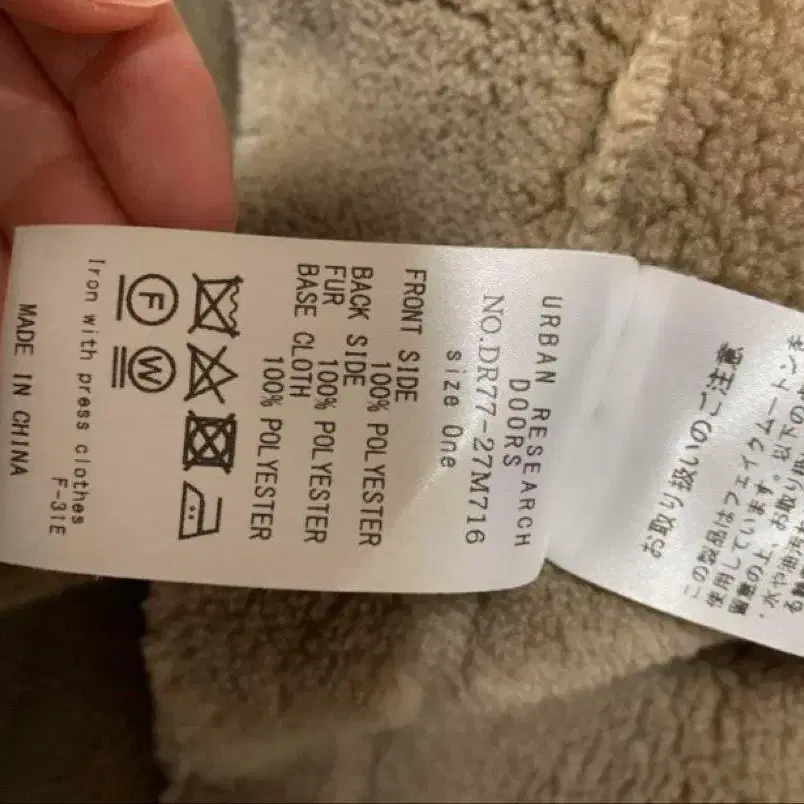 URBAN RESEARCH
DOORS
NO.DR77-27M716
size One
FRONT SIDE
100% POLYESTER
BACK SIDE
FUR 100% POLYESTER
BASE CLOTH
100% POLYESTER
F
W
Iron with press clothes
F-31E
MADE IN CHINA
お取り扱いのご注意
この製品はフェイクムートンを
使用しています。以下の